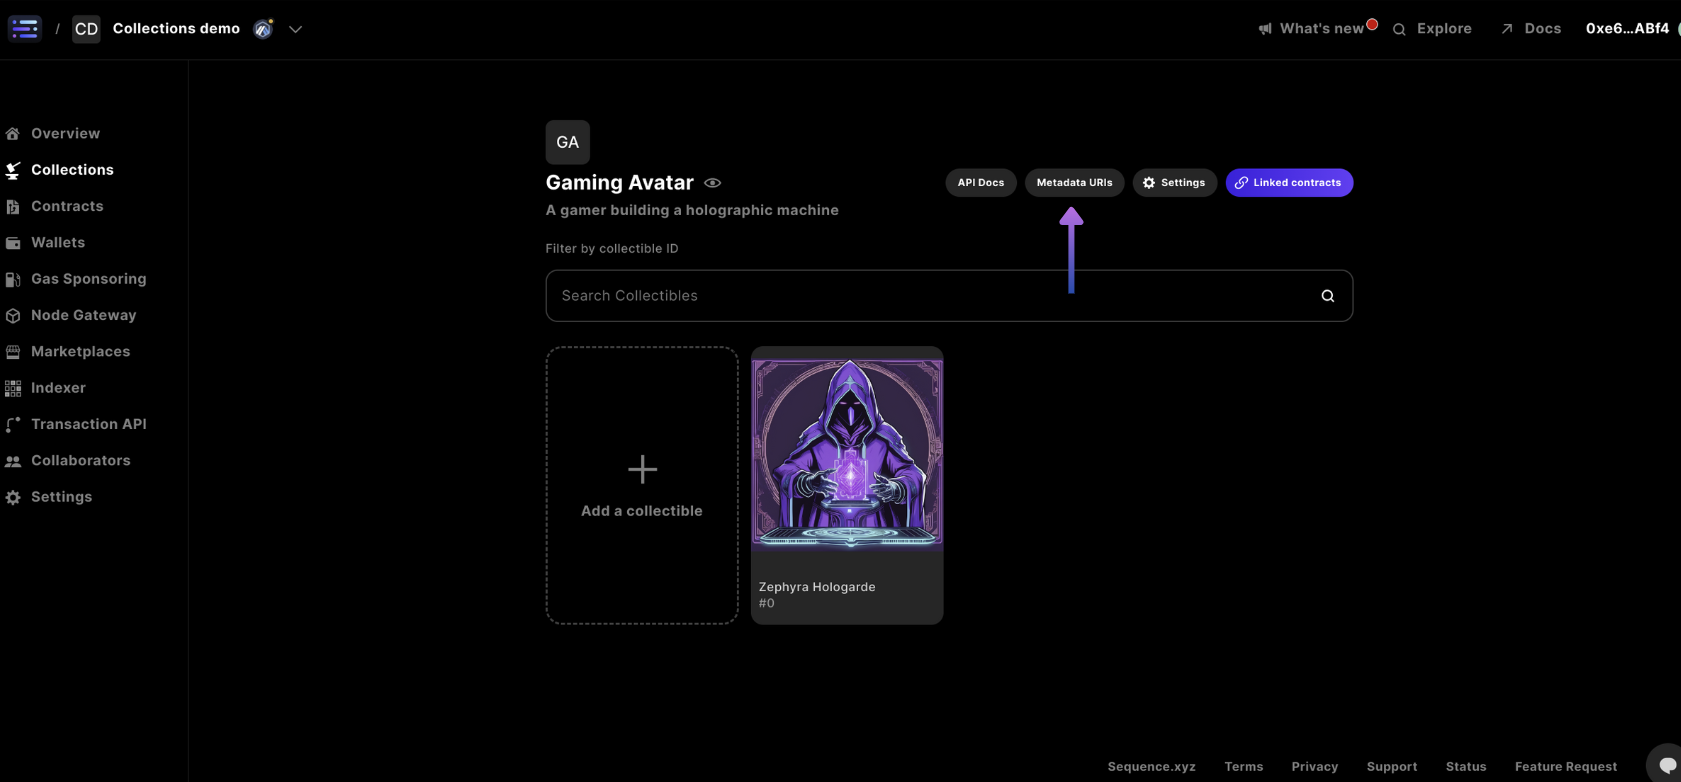 / CD Collections demo
What's new
Explore
Docs
0xe6...ABf4
Overview
Collections
Contracts
Wallets
Gas Sponsoring
Node Gateway
Marketplaces
Indexer
Transaction API
Collaborators
Settings
GA
Gaming Avatar
API Docs
Metadata URIs
Settings
Linked contracts
A gamer building a holographic machine
Filter by collectible ID
Search Collectibles
Add a collectible
Zephyra Hologarde
#0
Sequence.xyz
Terms
Privacy
Support
Status
Feature Request